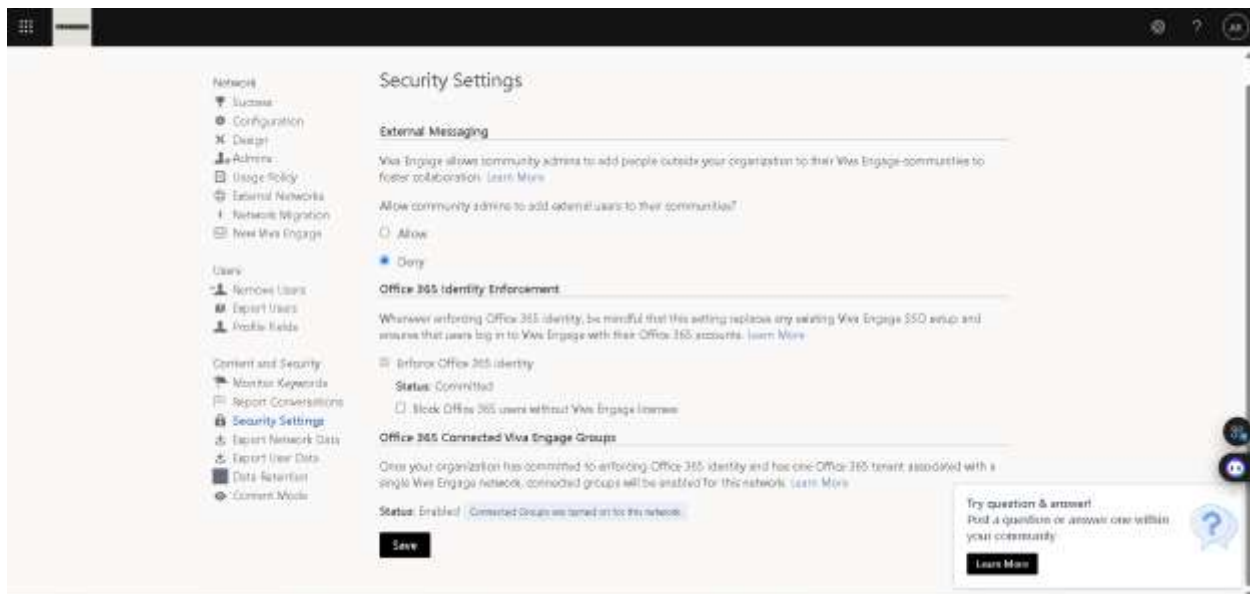 ?
AR
Network
Success
Configuration
Design
Admins
Usage Policy
External Networks
Network Migration
New Viva Engage
Users
Remove Users
Export Users
Profile Fields
Content and Security
Monitor Keywords
Report Conversations
Security Settings
Export Network Data
Export User Data
Data Retention
Content Mode
Security Settings
External Messaging
Viva Engage allows community admins to add people outside your organization to their Viva Engage communities to
foster collaboration. Learn More
Allow community admins to add external users to their communities?
Allow
Deny
Office 365 Identity Enforcement
Whenever enforcing Office 365 identity, be mindful that this setting replaces any existing Viva Engage SSO setup and
ensures that users log in to Viva Engage with their Office 365 accounts. Learn More
Enforce Office 365 identity
Status: Committed
Block Office 365 users without Viva Engage licenses
Office 365 Connected Viva Engage Groups
Once your organization has committed to enforcing Office 365 identity and has one Office 365 tenant associated with a
single Viva Engage network, connected groups will be enabled for this network. Learn More
Status: Enabled Connected Groups are turned on for this network.
Save
Try question & answer!
Post a question or answer one within
your community.
Learn More
?